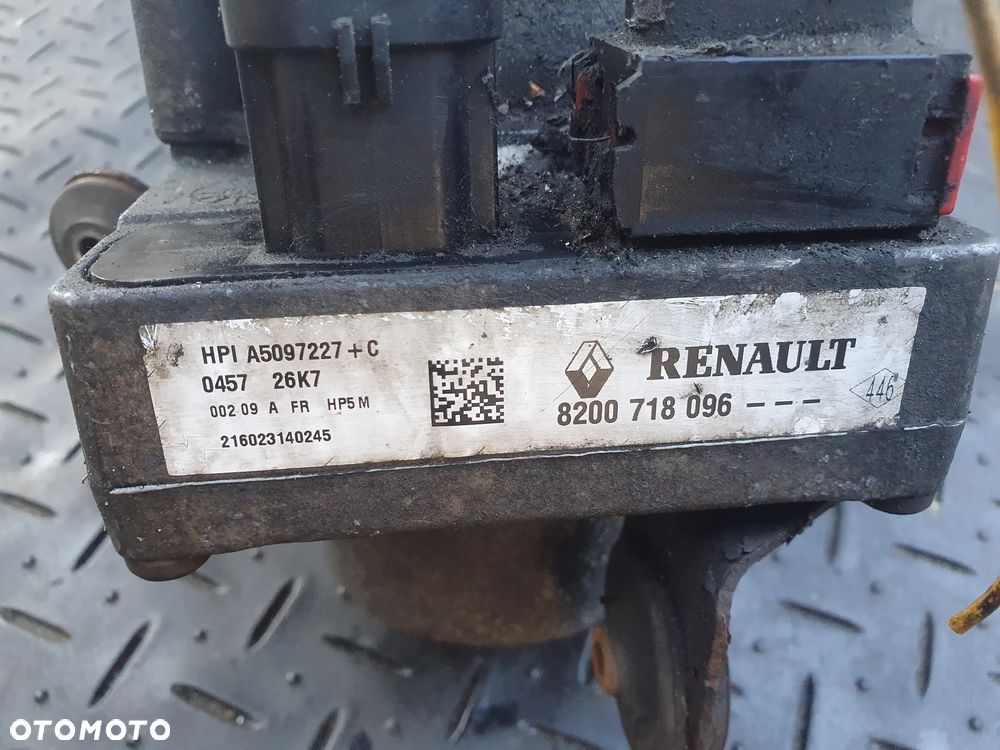 HPI A5097227+C
0457 26K7
002 09 A FR HP5 M
216023140245
RENAULT
8200 718 096 ---
446
OTOMOTO